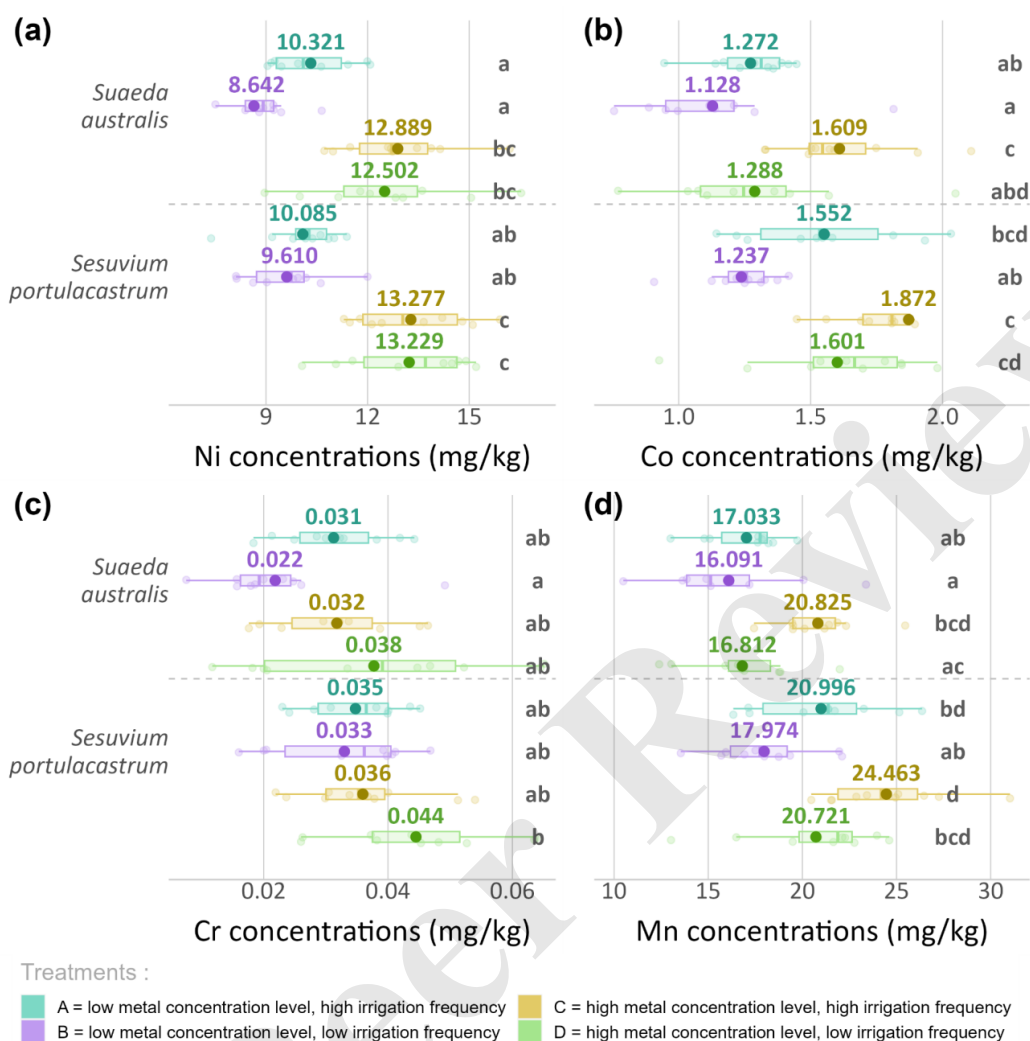 (a)
(b)
Suaeda
australis
Sesuvium
portulacastrum
10.321 a
8.642 a
12.889 bc
12.502 bc
10.085 ab
9.610 ab
13.277 c
13.229 c
9 12 15
Ni concentrations (mg/kg)
1.272 ab
1.128 a
1.609 c
1.288 abd
1.552 bcd
1.237 ab
1.872 c
1.601 cd
1.0 1.5 2.0
Co concentrations (mg/kg)
(c)
(d)
Suaeda
australis
Sesuvium
portulacastrum
0.031 ab
0.022 a
0.032 ab
0.038 ab
0.035 ab
0.033 ab
0.036 ab
0.044 b
0.02 0.04 0.06
Cr concentrations (mg/kg)
17.033 ab
16.091 a
20.825 bcd
16.812 ac
20.996 bd
17.974 ab
24.463 d
20.721 bcd
10 15 20 25 30
Mn concentrations (mg/kg)
Treatments :
A = low metal concentration level, high irrigation frequency
B = low metal concentration level, low irrigation frequency
C = high metal concentration level, high irrigation frequency
D = high metal concentration level, low irrigation frequency
eer Review